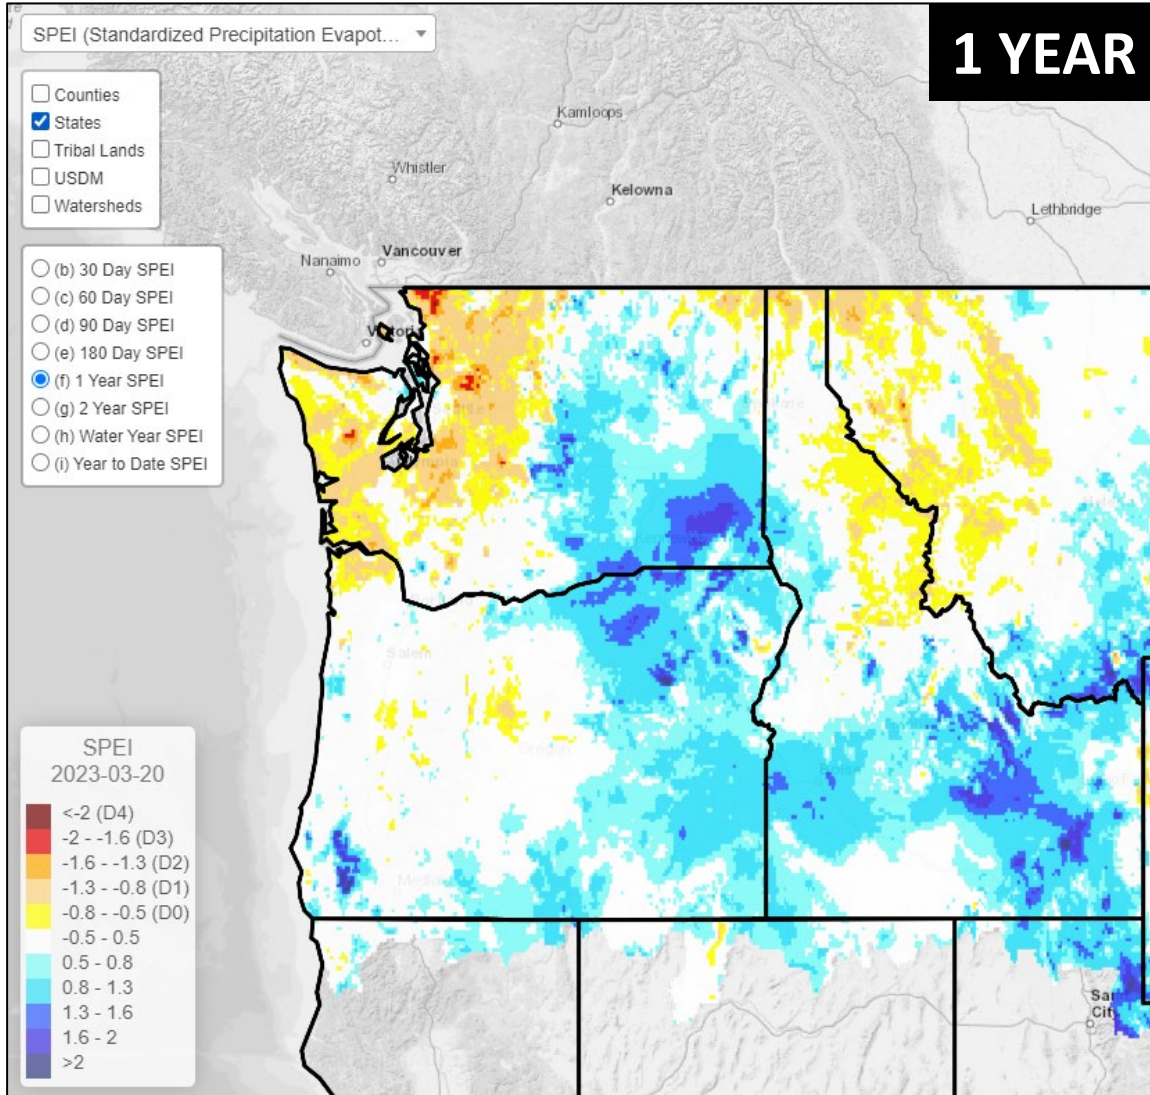 SPEI (Standardized Precipitation Evapot...
1 YEAR
Counties
States
Tribal Lands
USDM
Watersheds
(b) 30 Day SPEI
(c) 60 Day SPEI
(d) 90 Day SPEI
(e) 180 Day SPEI
(f) 1 Year SPEI
(g) 2 Year SPEI
(h) Water Year SPEI
(i) Year to Date SPEI
Kamloops
Whistler
Kelowna
Lethbridge
Vancouver
Nanaimo
Salem
SPEI
2023-03-20
<-2 (D4)
-2 - -1.6 (D3)
-1.6 - -1.3 (D2)
-1.3 - -0.8 (D1)
-0.8 - -0.5 (D0)
-0.5 - 0.5
0.5 - 0.8
0.8 - 1.3
1.3 - 1.6
1.6 - 2
>2
City